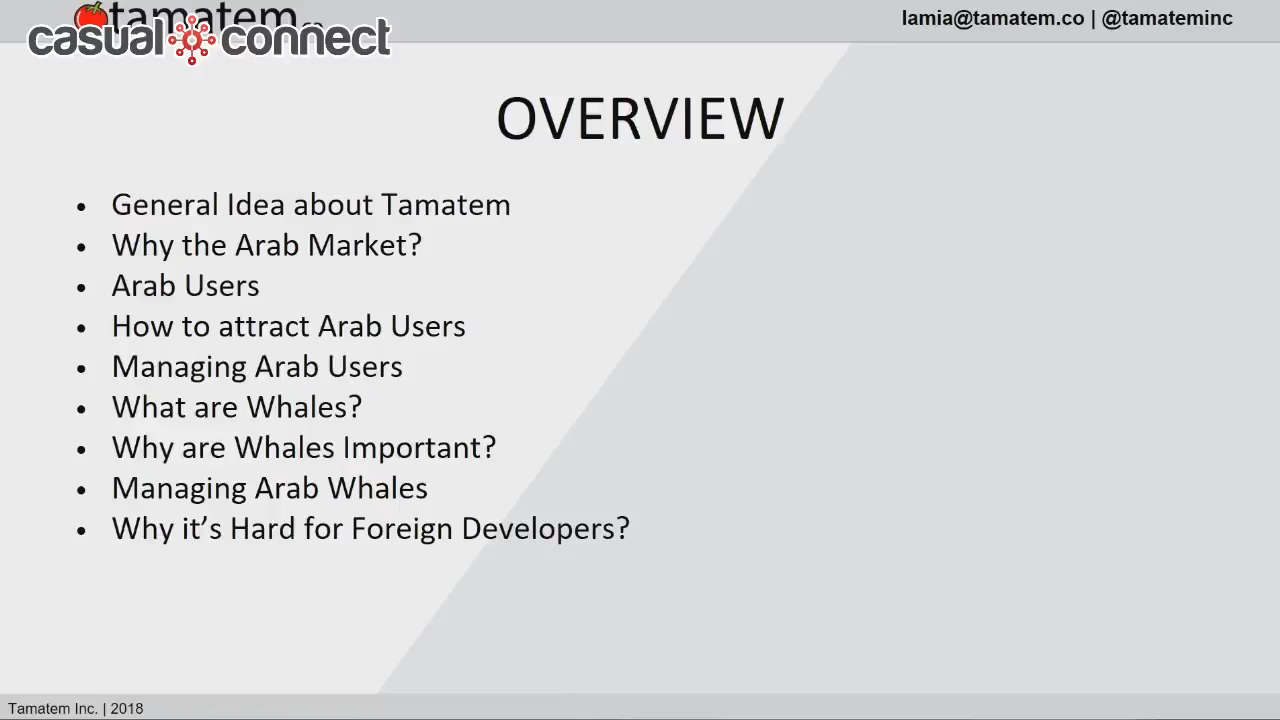 tamatem
casual connect
lamia@tamatem.co | @tamateminc
OVERVIEW
• General Idea about Tamatem
• Why the Arab Market?
• Arab Users
• How to attract Arab Users
• Managing Arab Users
• What are Whales?
• Why are Whales Important?
• Managing Arab Whales
• Why it’s Hard for Foreign Developers?
Tamatem Inc. | 2018